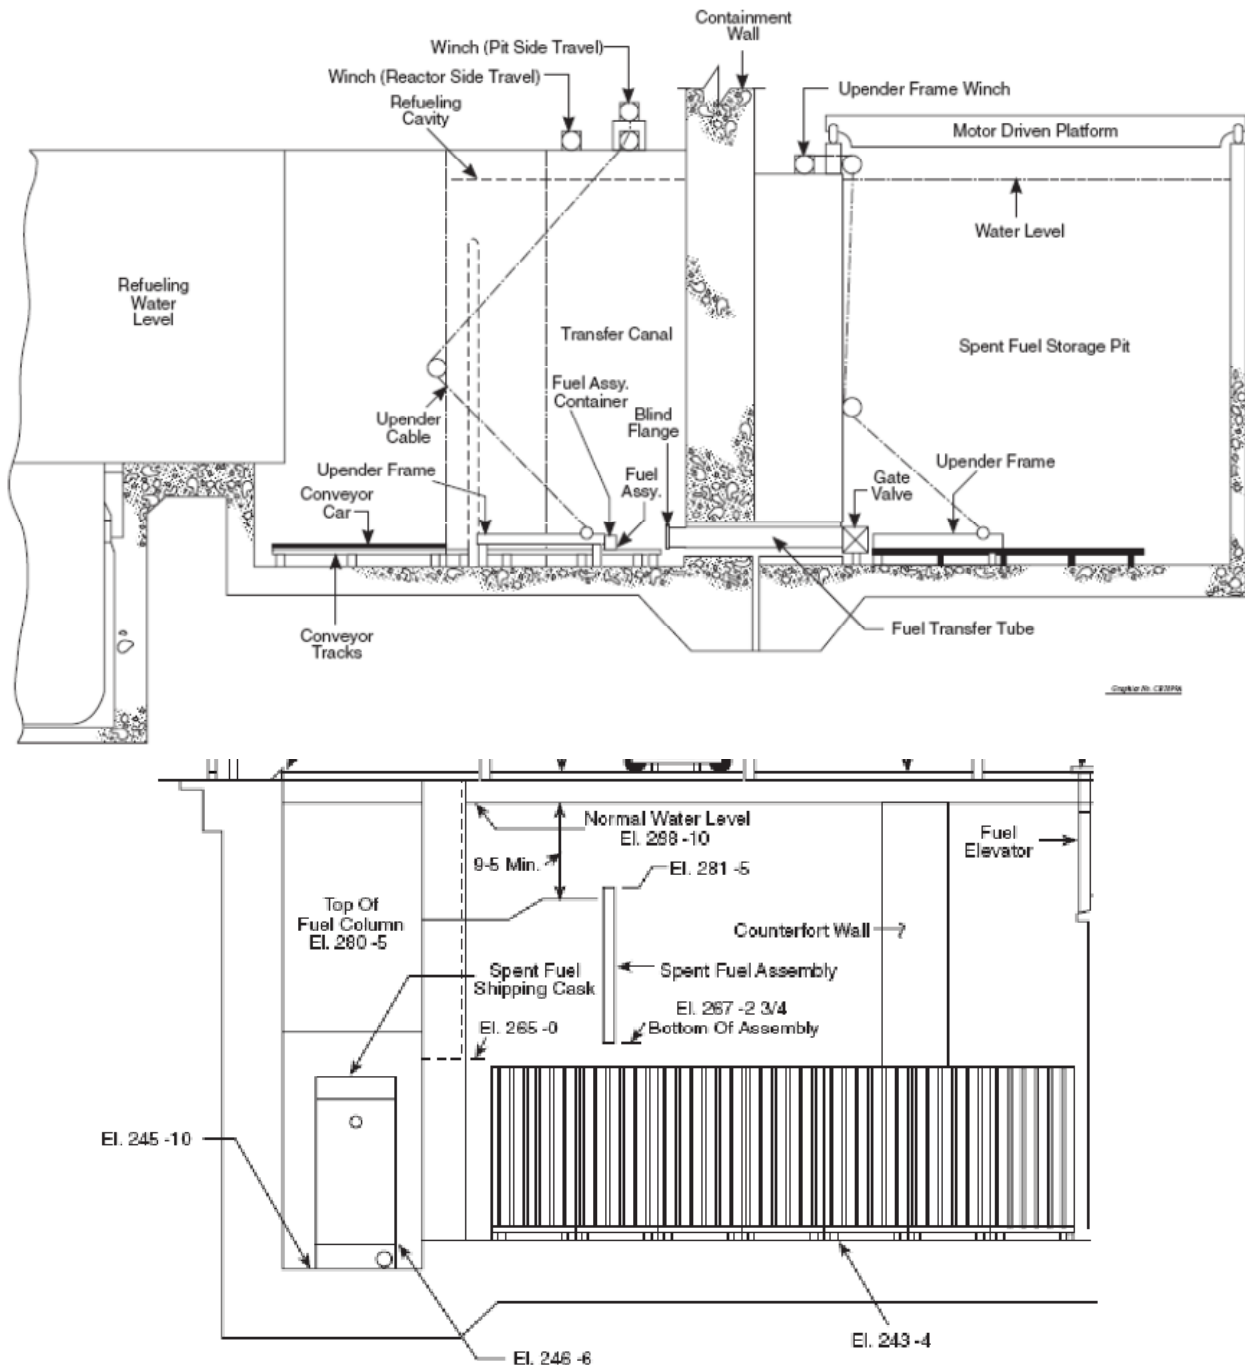 Containment
Wall
Winch (Pit Side Travel)
Winch (Reactor Side Travel)
Refueling
Cavity
Upender Frame Winch
Motor Driven Platform
Water Level
Refueling
Water
Level
Transfer Canal
Spent Fuel Storage Pit
Fuel Assy.
Container
Upender
Cable
Blind
Flange
Upender Frame
Fuel
Assy.
Gate
Valve
Upender Frame
Conveyor
Car
Conveyor
Tracks
Fuel Transfer Tube
Normal Water Level
El. 298 -10
Fuel
Elevator
9-5 Min.
El. 281 -5
Top Of
Fuel Column
El. 280 -5
Counterfort Wall
Spent Fuel
Shipping Cask
Spent Fuel Assembly
El. 267 -2 3/4
Bottom Of Assembly
El. 265 -0
El. 245 -10
El. 243 -4
El. 246 -6